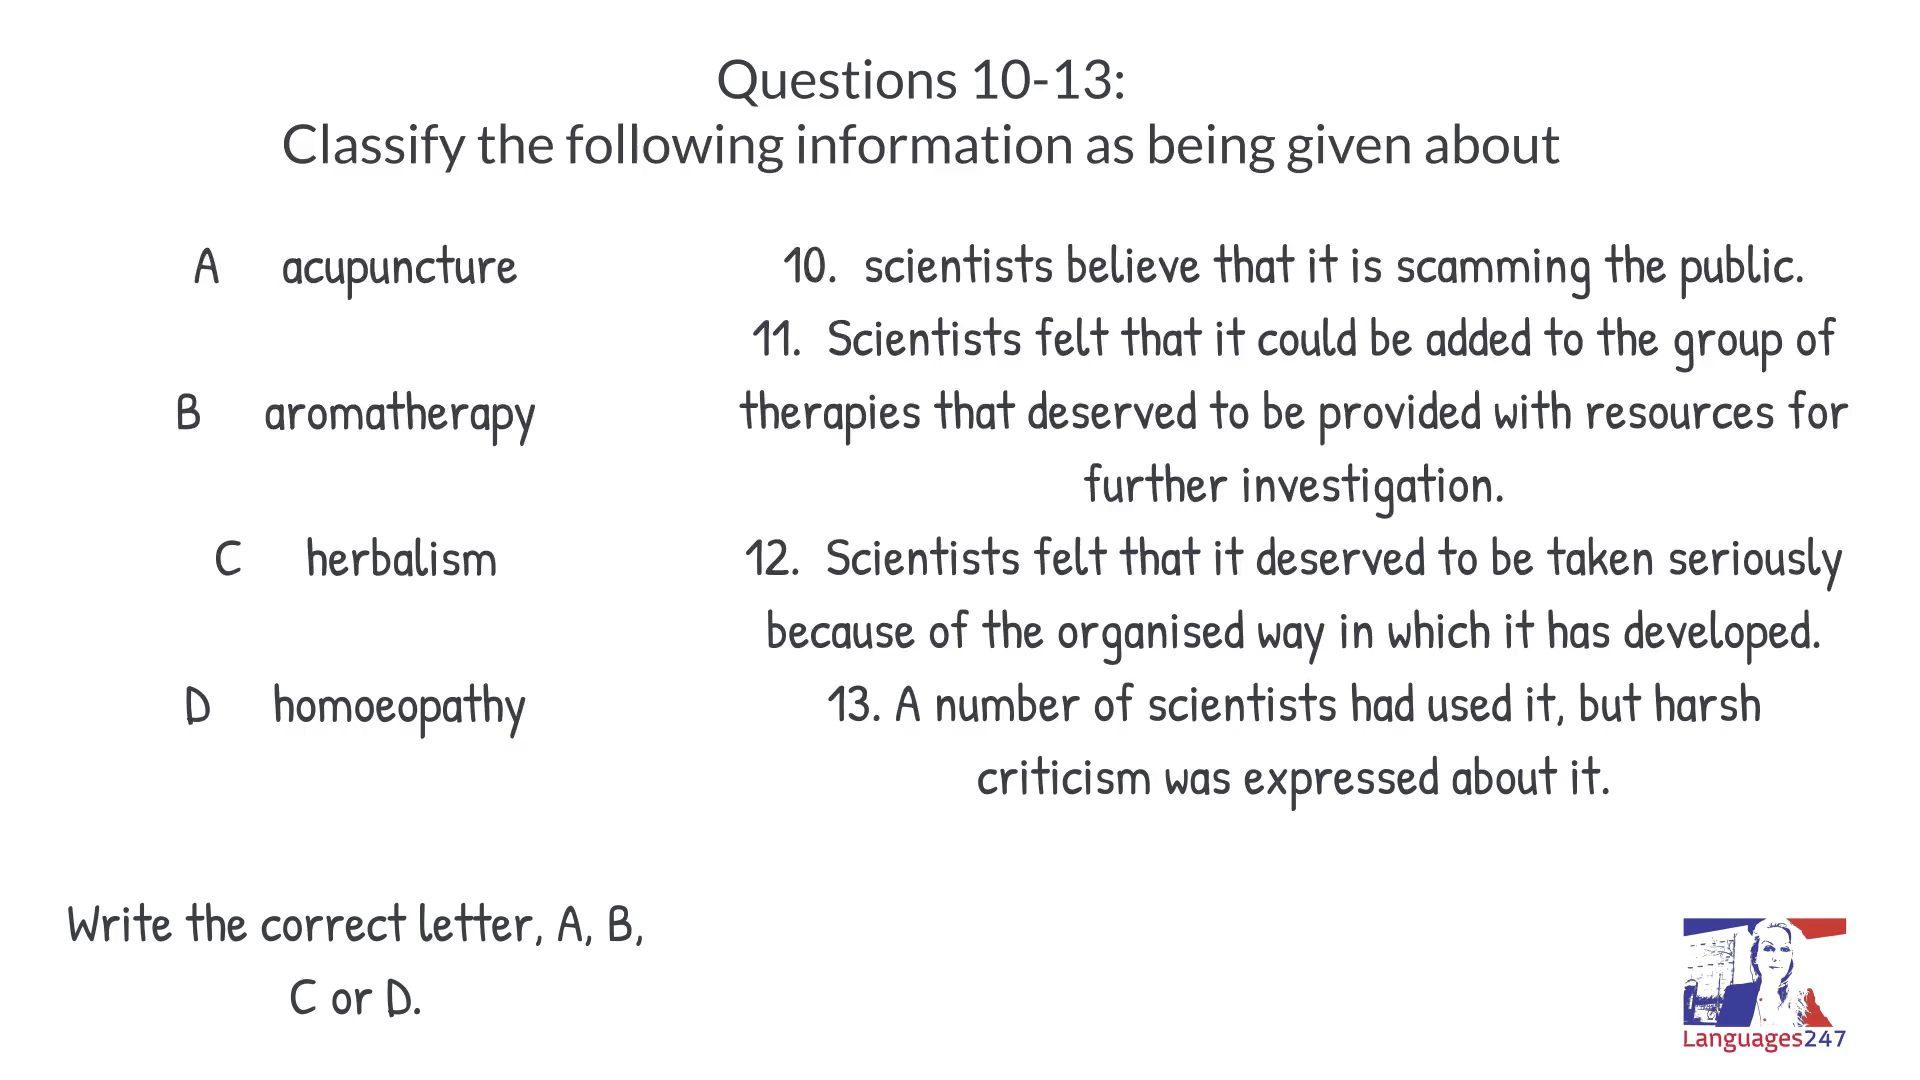 Questions 10-13:
Classify the following information as being given about
A acupuncture
B aromatherapy
C herbalism
D homoeopathy
Write the correct letter, A, B,
C or D.
10. scientists believe that it is scamming the public.
11. Scientists felt that it could be added to the group of
therapies that deserved to be provided with resources for
further investigation.
12. Scientists felt that it deserved to be taken seriously
because of the organised way in which it has developed.
13. A number of scientists had used it, but harsh
criticism was expressed about it.
Languages247